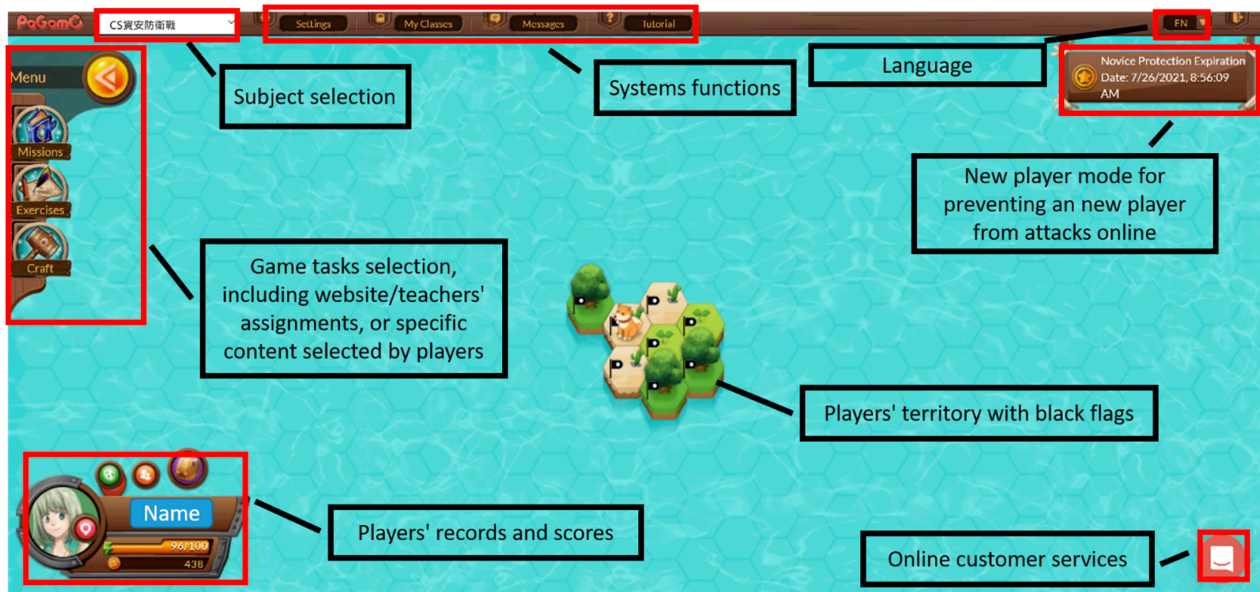 PaGamO
CS資安防衛戰
Settings
My Classes
Messages
Tutorial
EN
Menu
Subject selection
Systems functions
Language
Novice Protection Expiration
Date: 7/26/2021, 8:56:09
AM
Missions
Exercises
Craft
New player mode for
preventing an new player
from attacks online
Game tasks selection,
including website/teachers'
assignments, or specific
content selected by players
Players' territory with black flags
Name
96/100
438
Players' records and scores
Online customer services